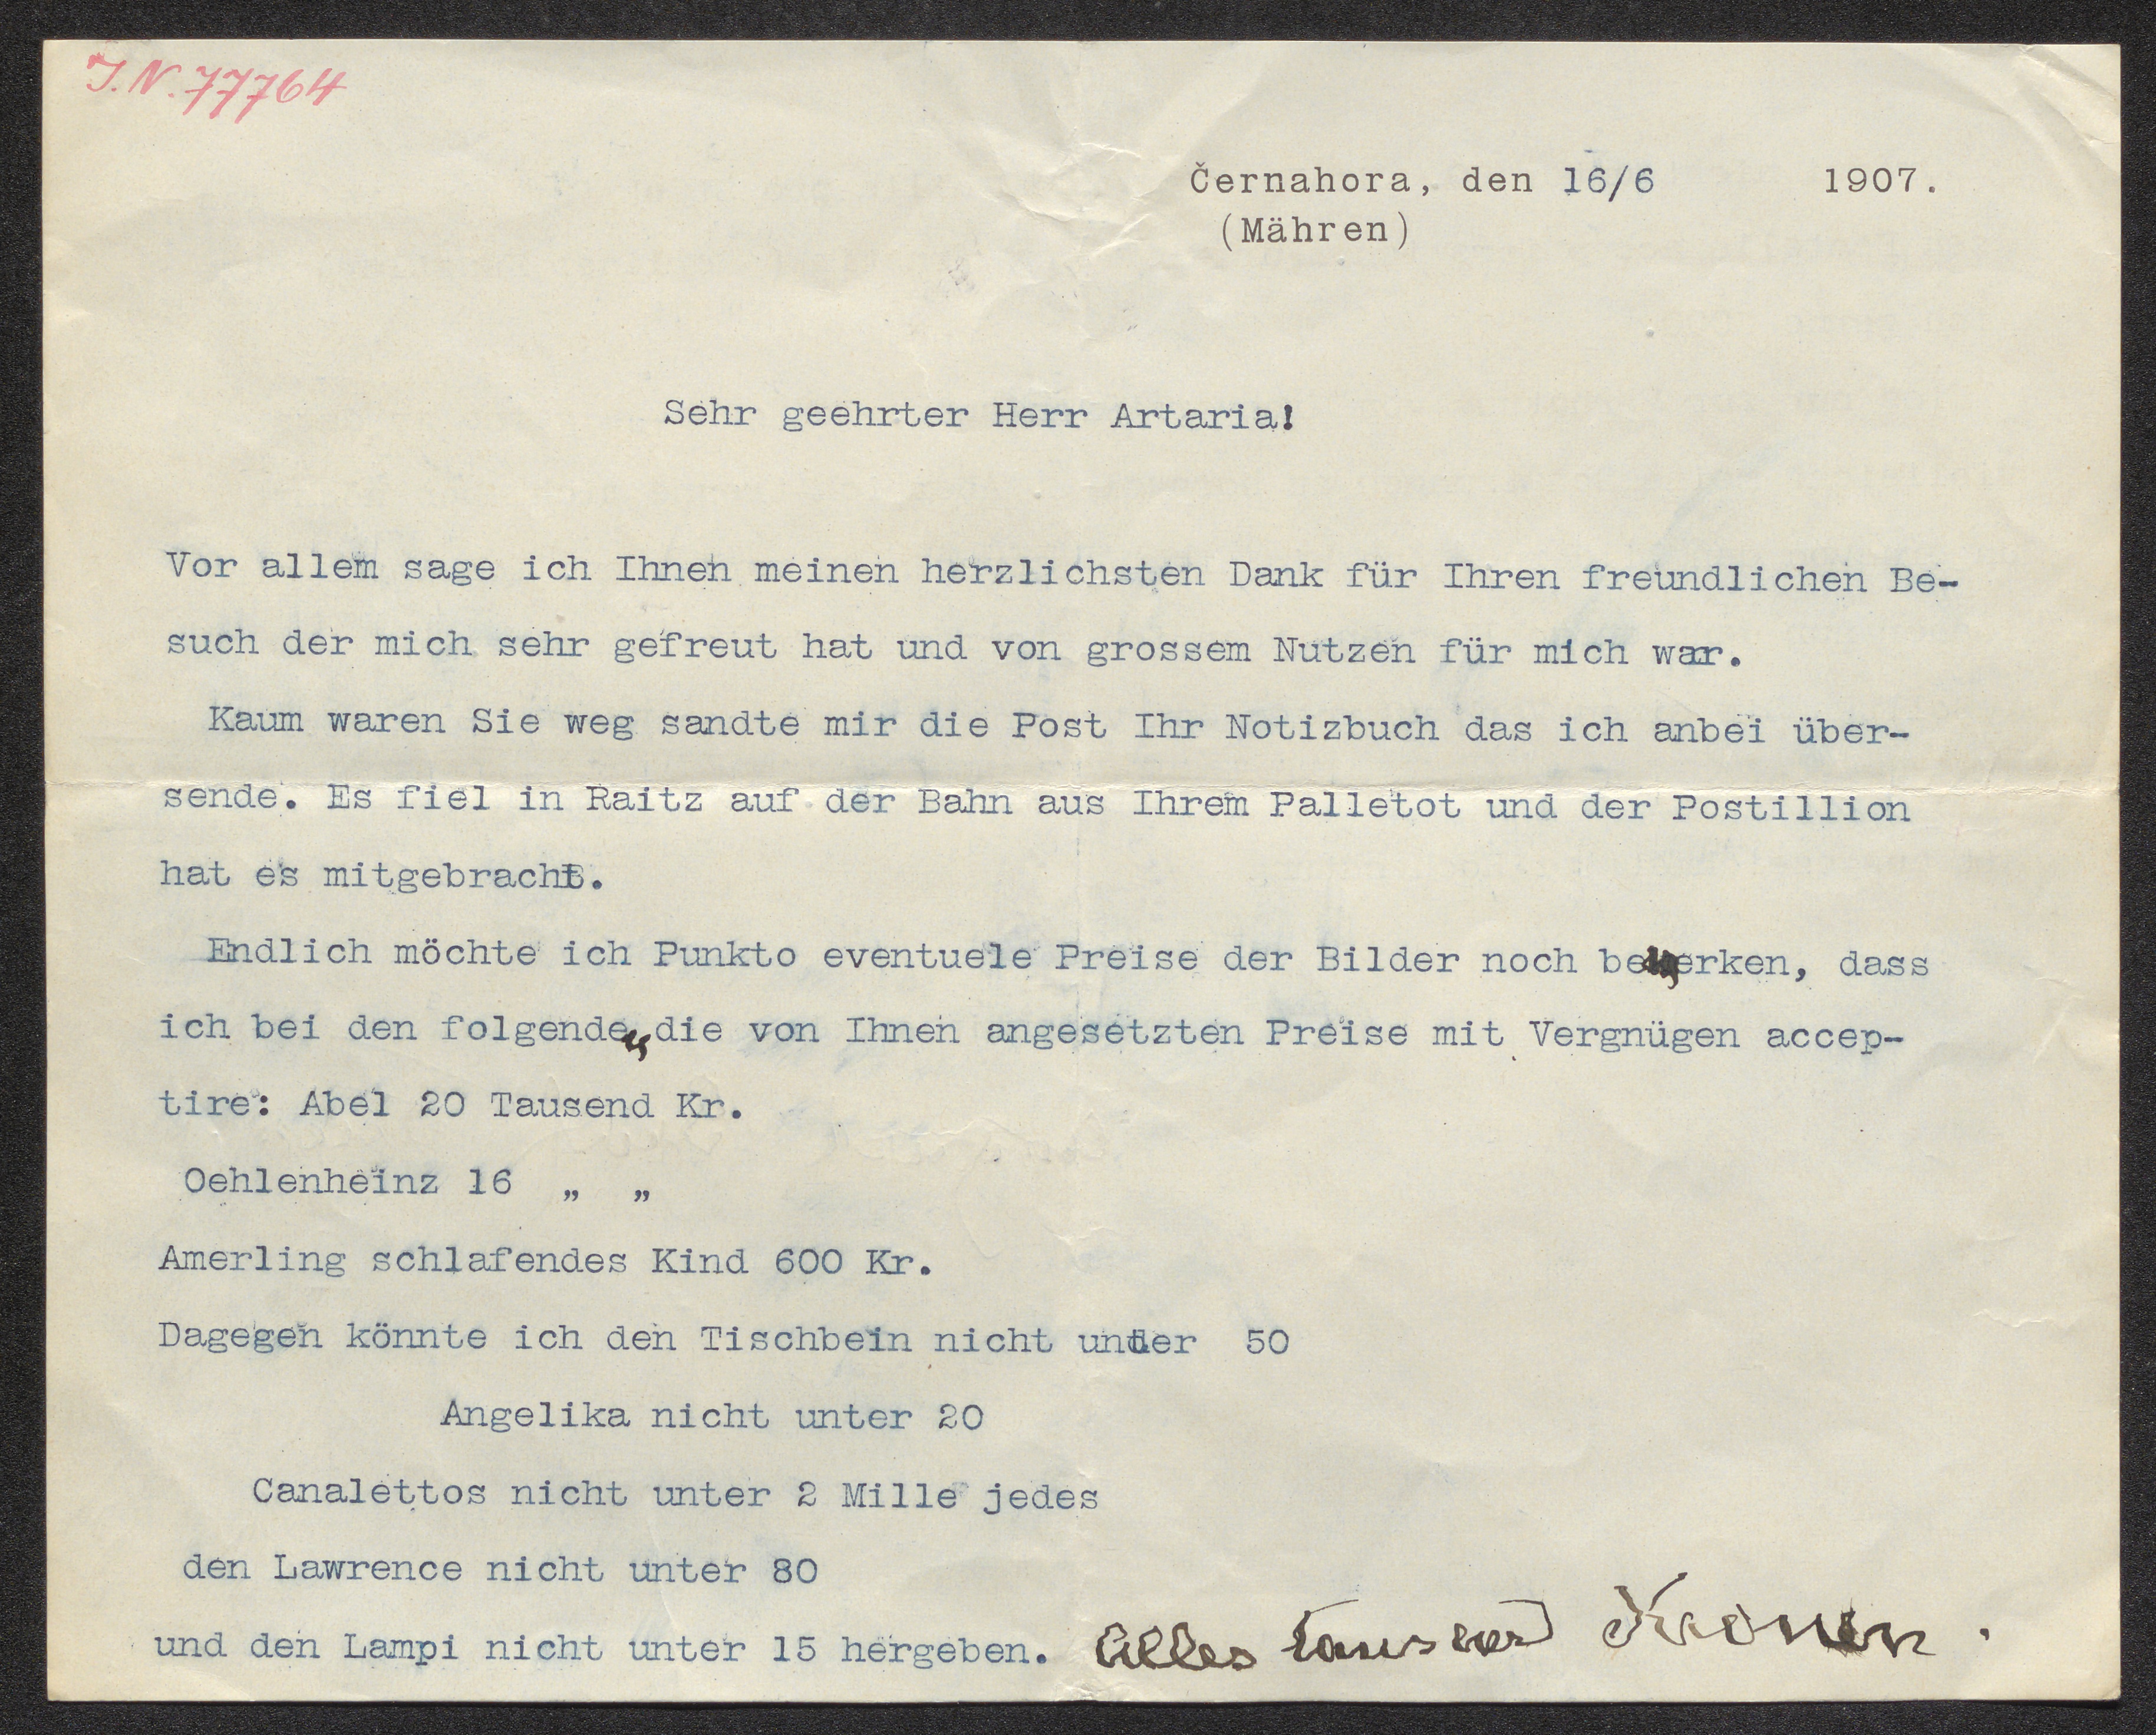 J.N. 77764
Černahora, den 16/6 1907.
(Mähren)
Sehr geehrter Herr Artaria!
Vor allem sage ich Ihnen meinen herzlichsten Dank für Ihren freundlichen Be-
such der mich sehr gefreut hat und von grossem Nutzen für mich war.
Kaum waren Sie weg sandte mir die Post Ihr Notizbuch das ich anbei über-
sende. Es fiel in Raitz auf der Bahn aus Ihrem Palletot und der Postillion
hat es mitgebracht.
Endlich möchte ich Punkto eventuele Preise der Bilder noch bemerken, dass
ich bei den folgenden die von Ihnen angesetzten Preise mit Vergnügen accep-
tire: Abel 20 Tausend Kr.
Oehlenheinz 16 „ „
Amerling schlafendes Kind 600 Kr.
Dagegen könnte ich den Tischbein nicht unter 50
Angelika nicht unter 20
Canalettos nicht unter 2 Mille jedes
den Lawrence nicht unter 80
und den Lampi nicht unter 15 hergeben. Alles tausend Kronen.